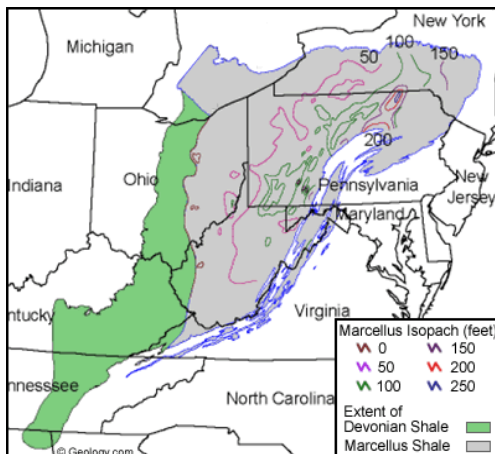 New York
Michigan
100
50
150
200
Ohio
Indiana
Pennsylvania
New
Jersey
Maryland
Virginia
ntucky
nnesssee
North Carolina
Marcellus Isopach (feet)
0 150
50 200
100 250
Extent of
Devonian Shale
Marcellus Shale
© Geology.com